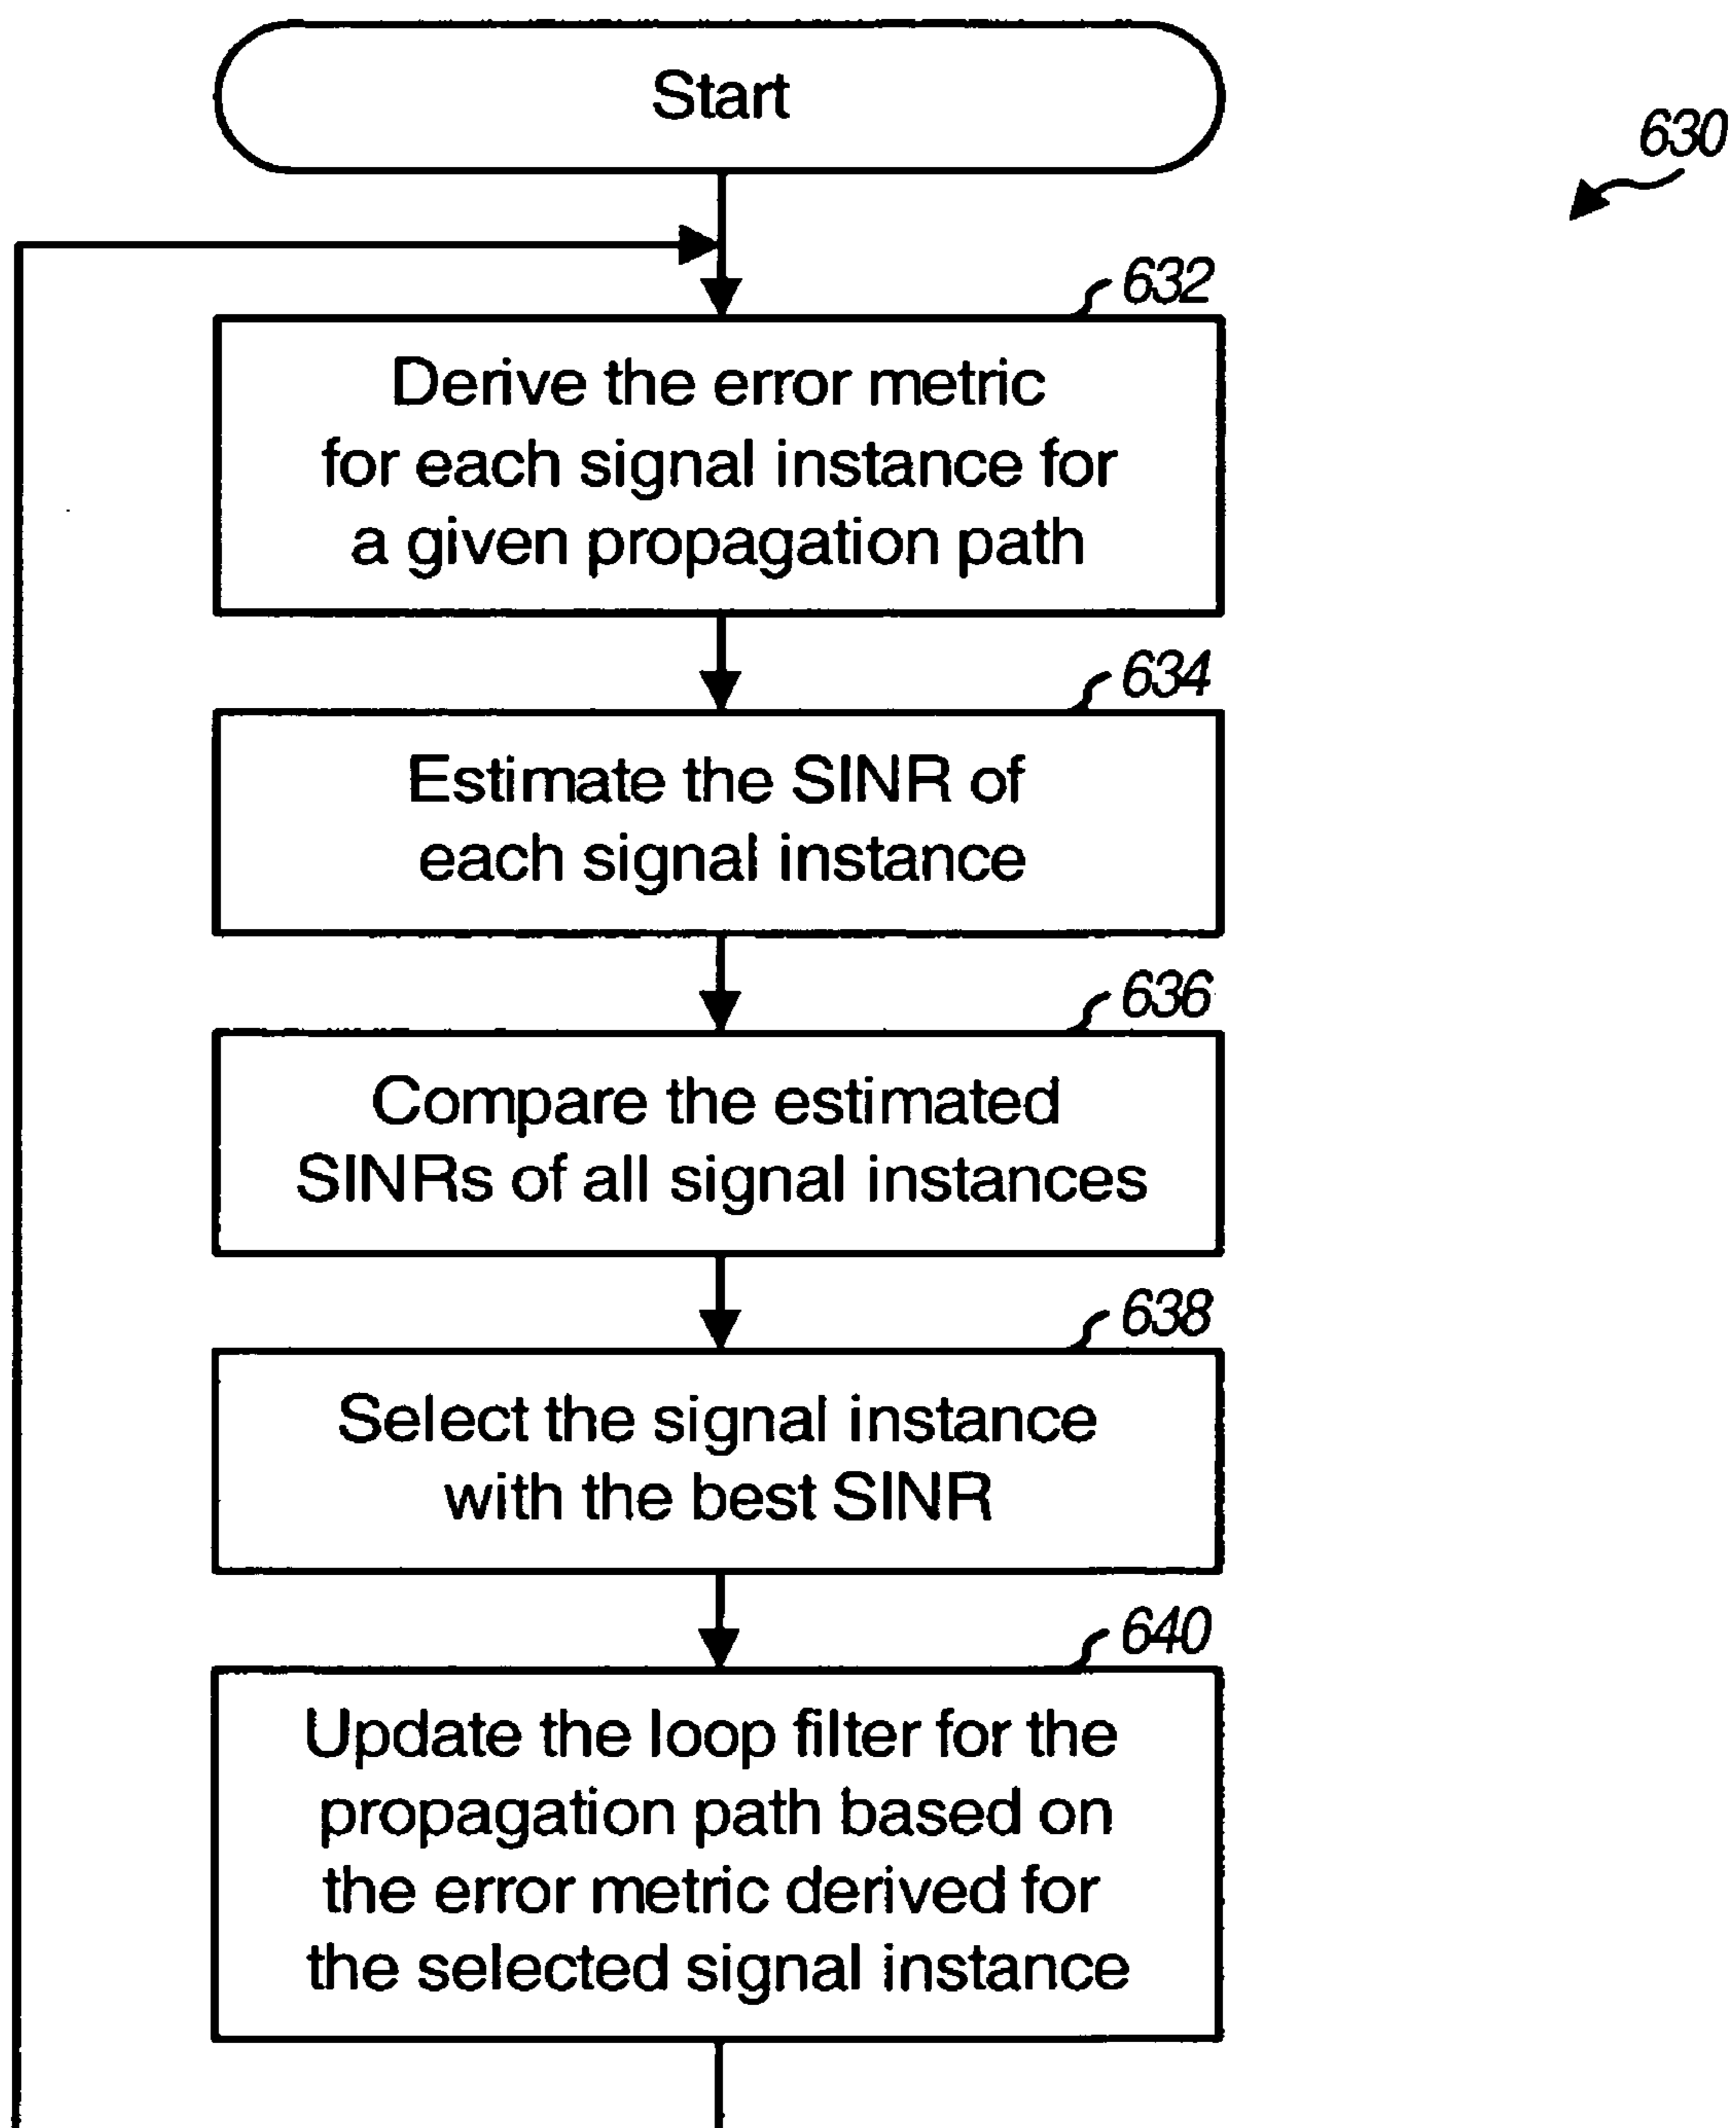 Start
630
632
Derive the error metric
for each signal instance for
a given propagation path
634
Estimate the SINR of
each signal instance
636
Compare the estimated
SINRs of all signal instances
638
Select the signal instance
with the best SINR
640
Update the loop filter for the
propagation path based on
the error metric derived for
the selected signal instance